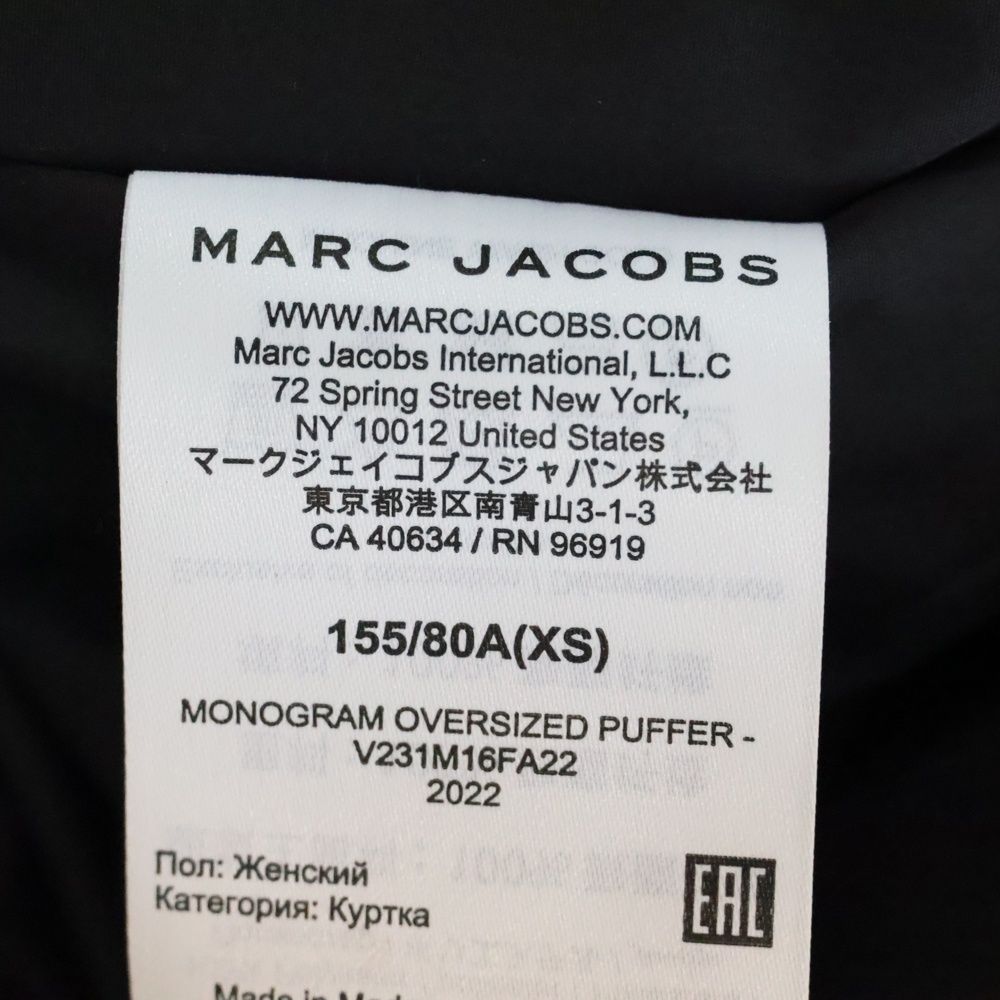 MARC JACOBS
WWW.MARCJACOBS.COM
Marc Jacobs International, L.L.C
72 Spring Street New York,
NY 10012 United States
マークジェイコブスジャパン株式会社
東京都港区南青山3-1-3
CA 40634 / RN 96919
155/80A(XS)
MONOGRAM OVERSIZED PUFFER -
V231M16FA22
2022
Пол: Женский
Категория: Куртка
EAC
Made in